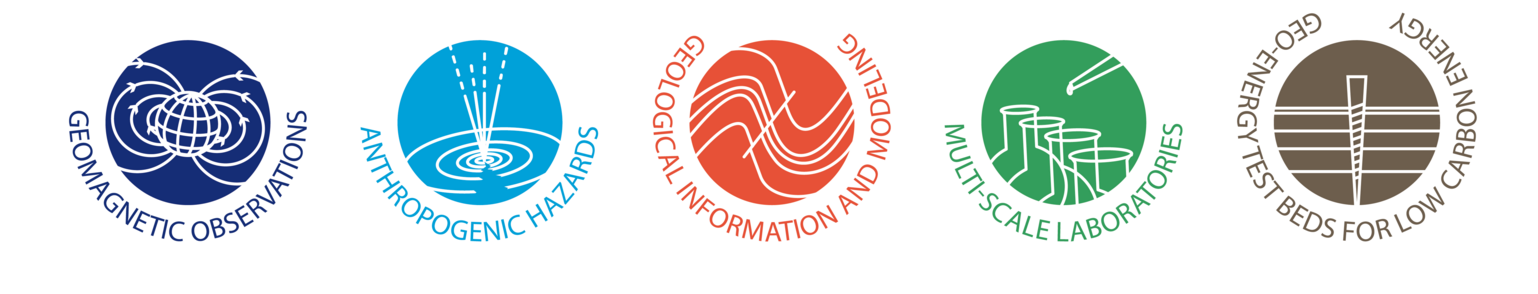 GEOMAGNETIC OBSERVATIONS
ANTHROPOGENIC HAZARDS
GEOLOGICAL INFORMATION AND MODELING
MULTI-SCALE LABORATORIES
GEO-ENERGY TEST BEDS FOR LOW CARBON ENERGY